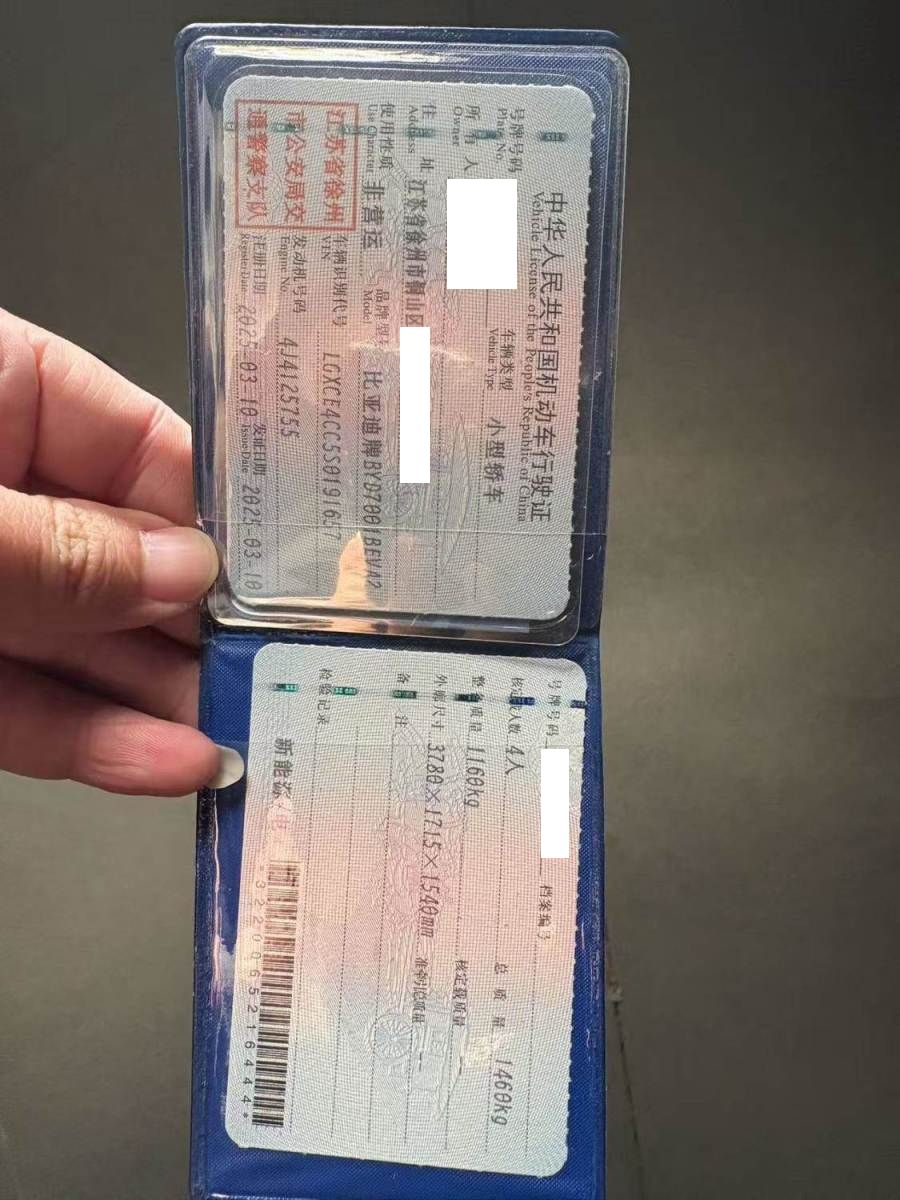 中华人民共和国机动车行驶证
Vehicle License of the People's Republic of China
号牌号码
Plate No.
车辆类型
Vehicle Type
小型轿车
所有人
Owner
住址
Address
江苏省徐州市铜山区
使用性质
Use Character
非营运
品牌型号
Model
比亚迪牌BYD7001BEVA2
江苏省徐州
市公安局交
通警察支队
车辆识别代号
VIN
LGXCE4CC5S0191657
发动机号码
Engine No.
4J4125755
注册日期
Register Date
2025-03-10
发证日期
Issue Date
2025-03-10
号牌号码
档案编号
核定载人数 4人
总质量 1460kg
整备质量 1160kg
核定载质量 --
外廓尺寸 3780×1715×1540mm
准牵引总质量 --
备注
检验记录
新能源/电
*3220065216444*